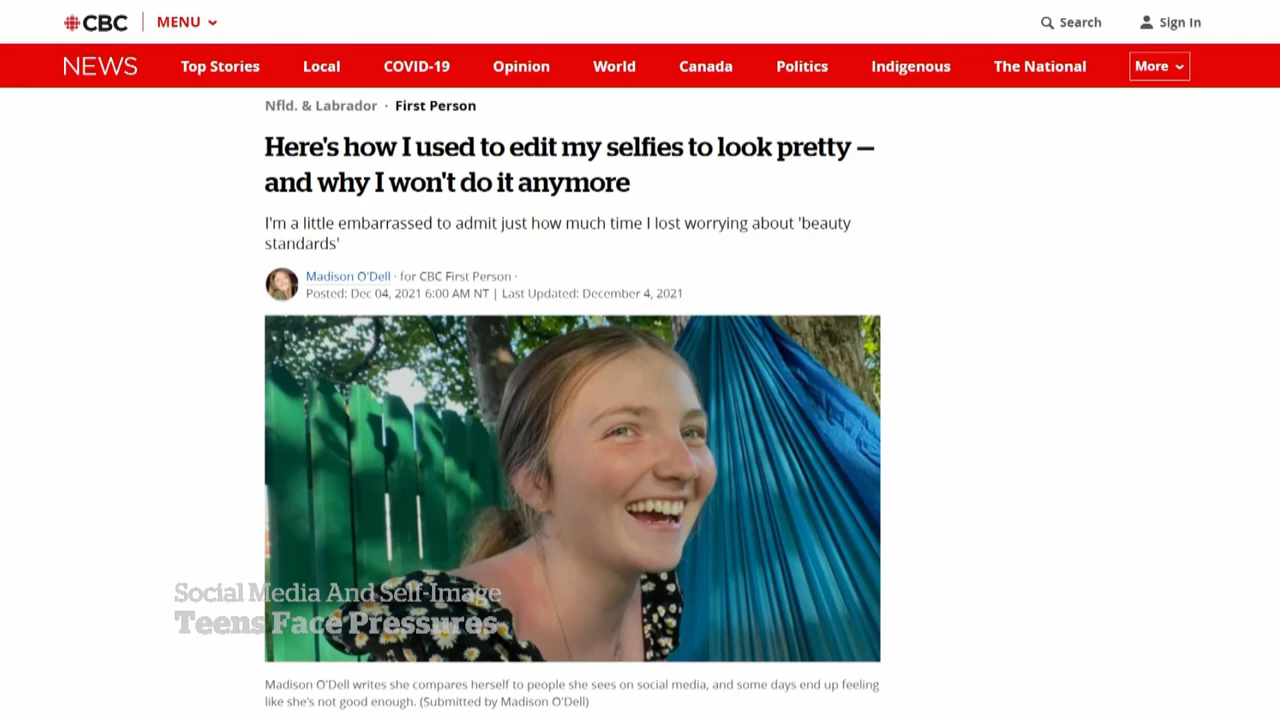 CBC MENU Search Sign In
NEWS Top Stories Local COVID-19 Opinion World Canada Politics Indigenous The National More
Nfld. & Labrador · First Person
Here's how I used to edit my selfies to look pretty —
and why I won't do it anymore
I'm a little embarrassed to admit just how much time I lost worrying about 'beauty
standards'
Madison O'Dell · for CBC First Person ·
Posted: Dec 04, 2021 6:00 AM NT | Last Updated: December 4, 2021
Social Media And Self-Image
Teens Face Pressures
Madison O'Dell writes she compares herself to people she sees on social media, and some days end up feeling
like she's not good enough. (Submitted by Madison O'Dell)